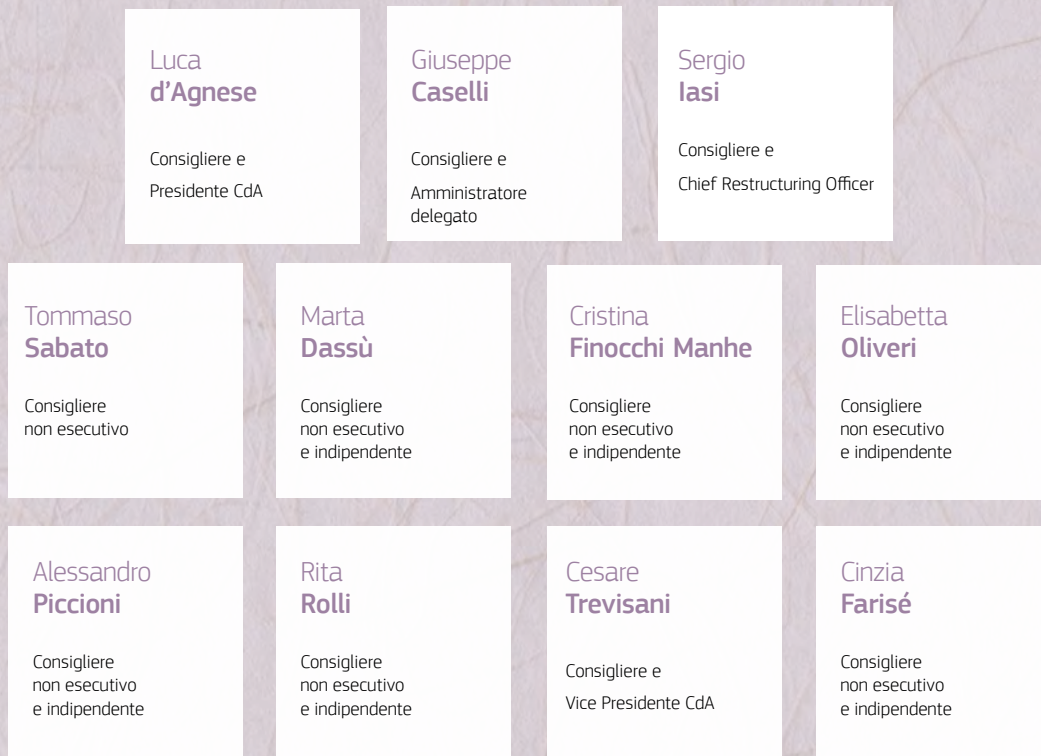 Luca
d'Agnese
Consigliere e
Presidente CdA
Giuseppe
Caselli
Consigliere e
Amministratore
delegato
Sergio
Iasi
Consigliere e
Chief Restructuring Officer
Tommaso
Sabato
Consigliere
non esecutivo
Marta
Dassù
Consigliere
non esecutivo
e indipendente
Cristina
Finocchi Manhe
Consigliere
non esecutivo
e indipendente
Elisabetta
Oliveri
Consigliere
non esecutivo
e indipendente
Alessandro
Piccioni
Consigliere
non esecutivo
e indipendente
Rita
Rolli
Consigliere
non esecutivo
e indipendente
Cesare
Trevisani
Consigliere e
Vice Presidente CdA
Cinzia
Farisé
Consigliere
non esecutivo
e indipendente